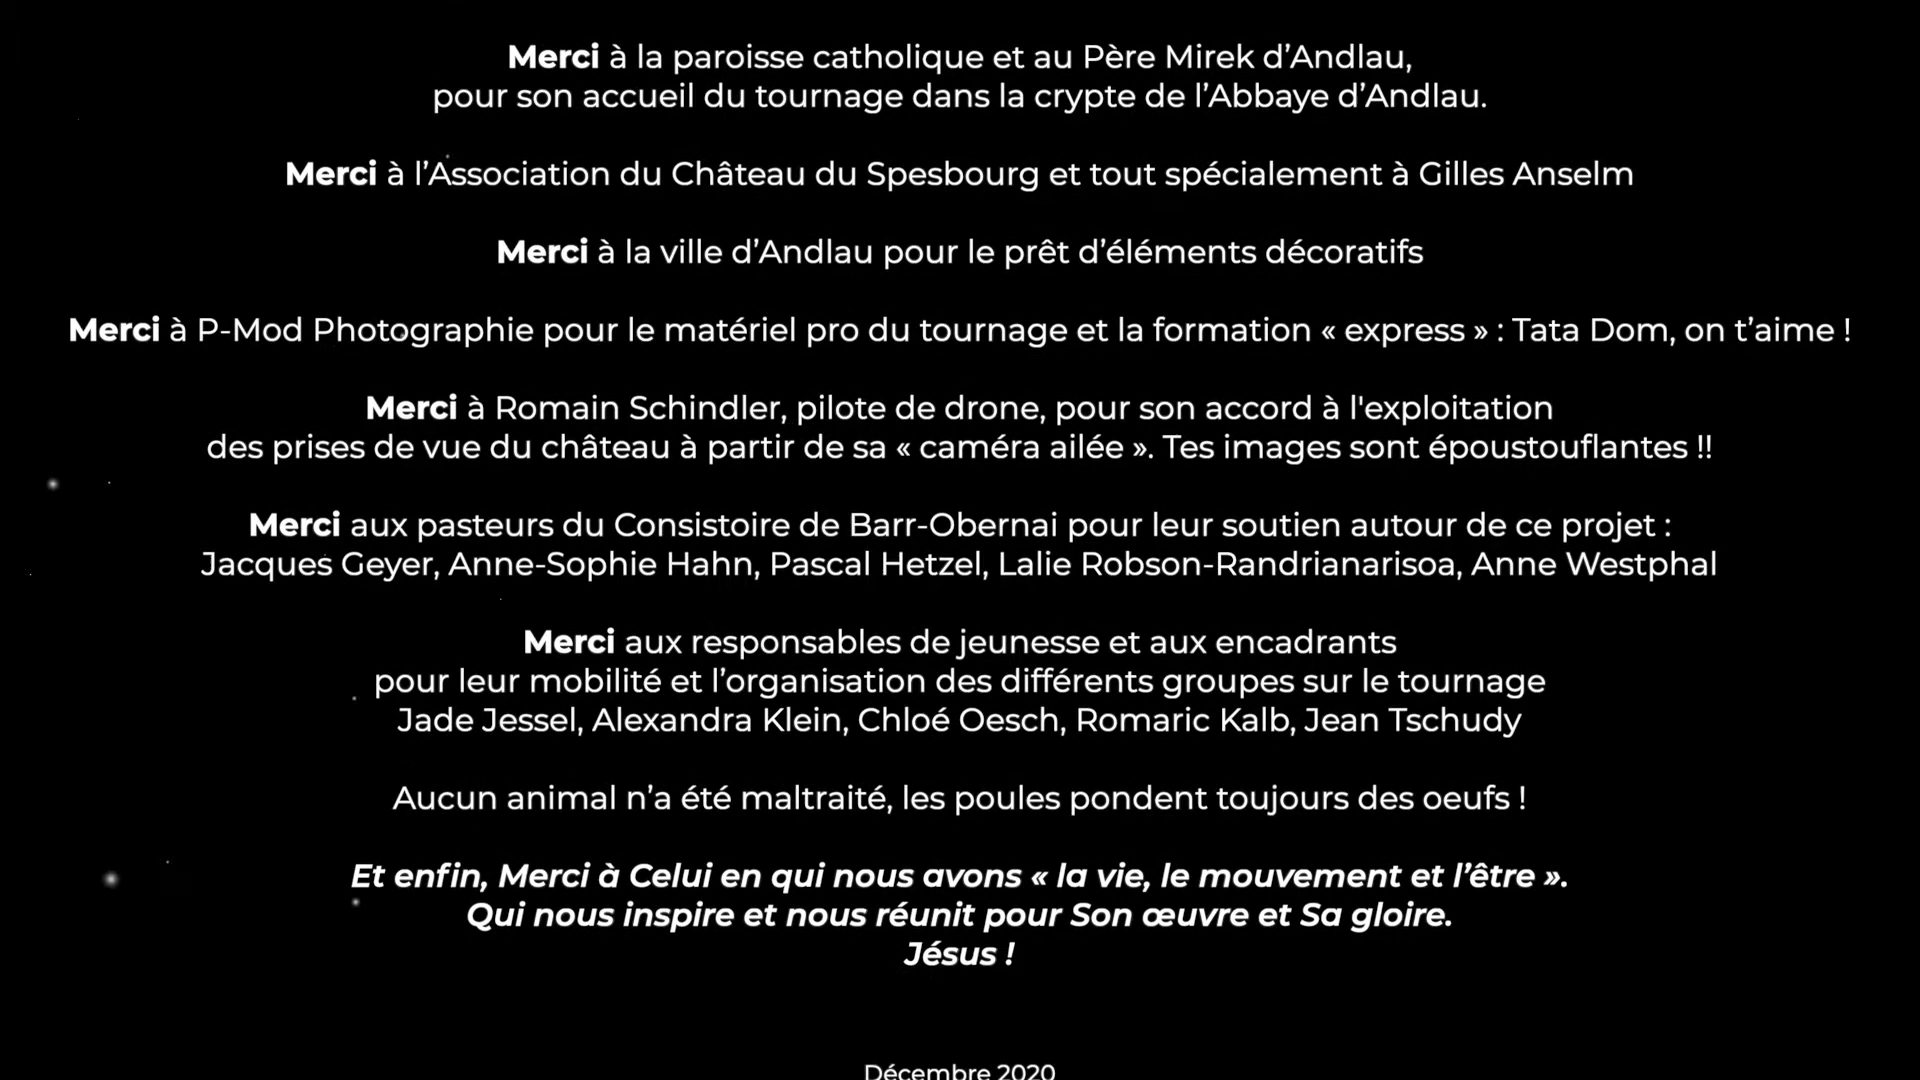 Merci à la paroisse catholique et au Père Mirek d’Andlau,
pour son accueil du tournage dans la crypte de l’Abbaye d’Andlau.
Merci à l’Association du Château du Spesbourg et tout spécialement à Gilles Anselm
Merci à la ville d’Andlau pour le prêt d’éléments décoratifs
Merci à P-Mod Photographie pour le matériel pro du tournage et la formation « express » : Tata Dom, on t’aime !
Merci à Romain Schindler, pilote de drone, pour son accord à l'exploitation
des prises de vue du château à partir de sa « caméra ailée ». Tes images sont époustouflantes !!
Merci aux pasteurs du Consistoire de Barr-Obernai pour leur soutien autour de ce projet :
Jacques Geyer, Anne-Sophie Hahn, Pascal Hetzel, Lalie Robson-Randrianarisoa, Anne Westphal
Merci aux responsables de jeunesse et aux encadrants
pour leur mobilité et l’organisation des différents groupes sur le tournage
Jade Jessel, Alexandra Klein, Chloé Oesch, Romaric Kalb, Jean Tschudy
Aucun animal n’a été maltraité, les poules pondent toujours des oeufs !
Et enfin, Merci à Celui en qui nous avons « la vie, le mouvement et l’être ».
Qui nous inspire et nous réunit pour Son œuvre et Sa gloire.
Jésus !
Décembre 2020